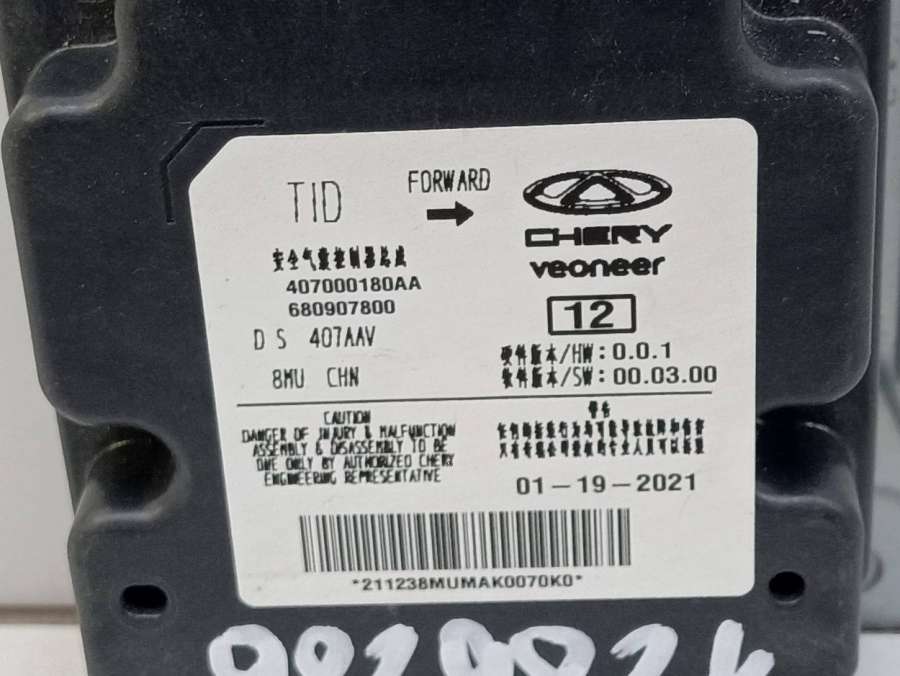 TID
FORWARD
CHERY
veoneer
安全气囊控制器总成
407000180AA
680907800
12
D S 407AAV
硬件版本/HW:0.0.1
8MU CHN
软件版本/SW:00.03.00
CAUTION
DANGER OF INJURY & MALFUNCTION
ASSEMBLY & DISASSEMBLY TO BE
ONE ONLY BY AUTHORIZED CHERY
ENGINEERING REPRESENTATIVE
警告
01-19-2021
*211238MUMAK0070K0*